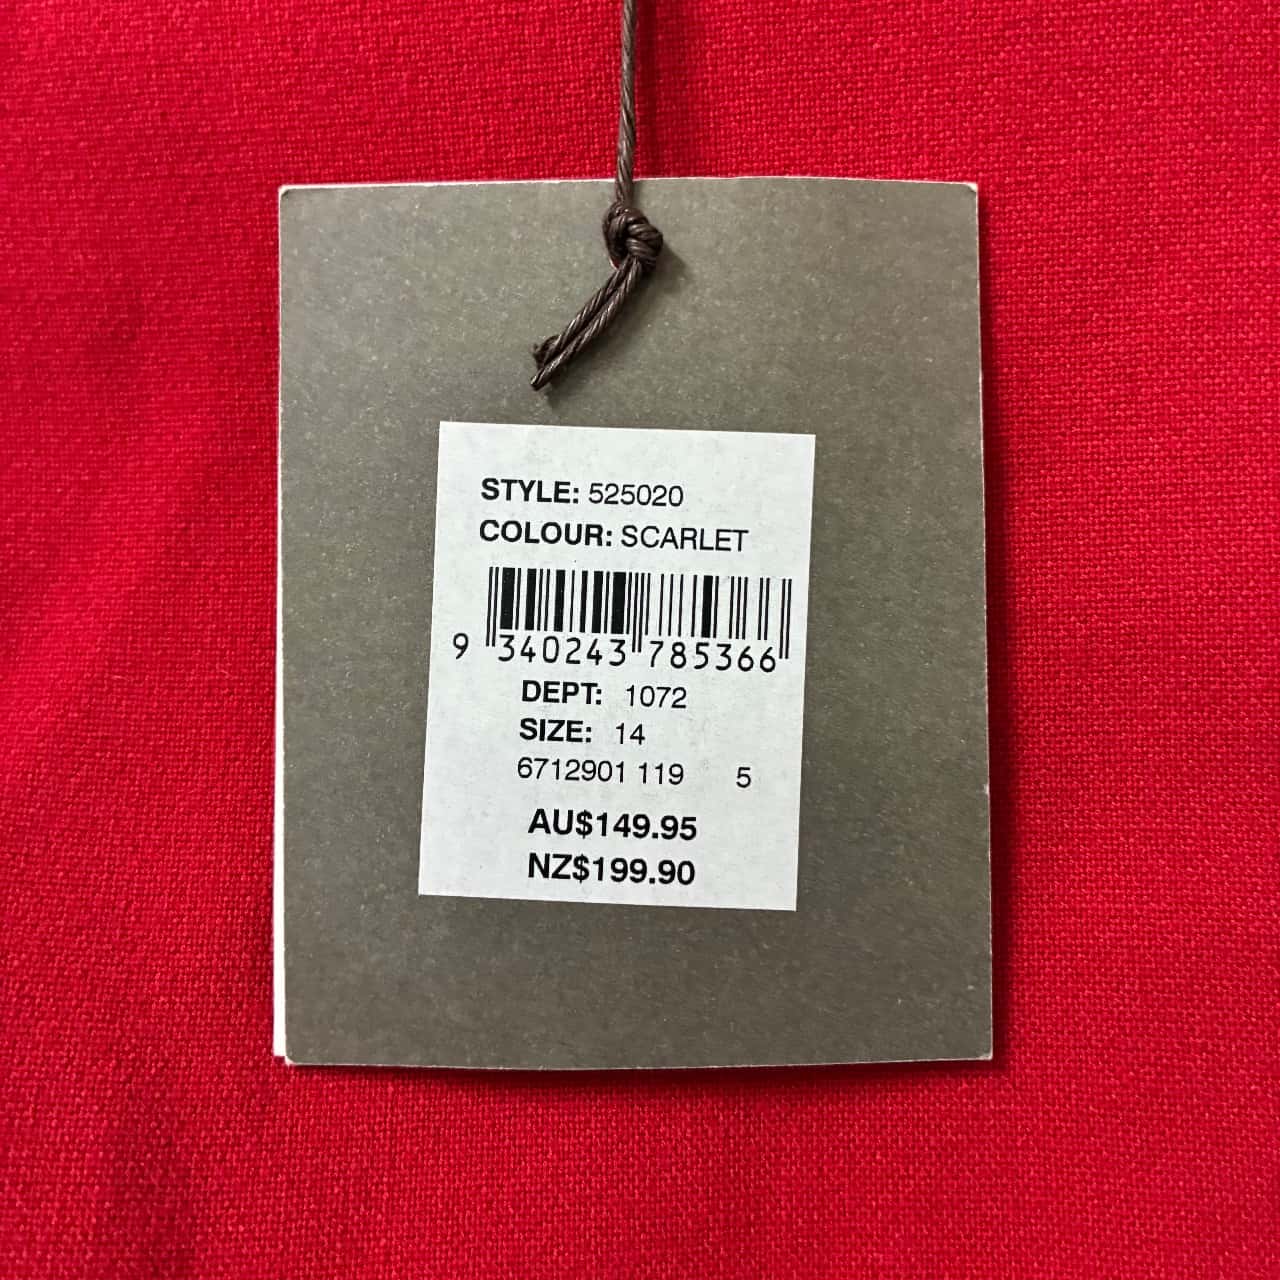 STYLE: 525020
COLOUR: SCARLET
9 340243 785366
DEPT: 1072
SIZE: 14
6712901 119 5
AU$149.95
NZ$199.90